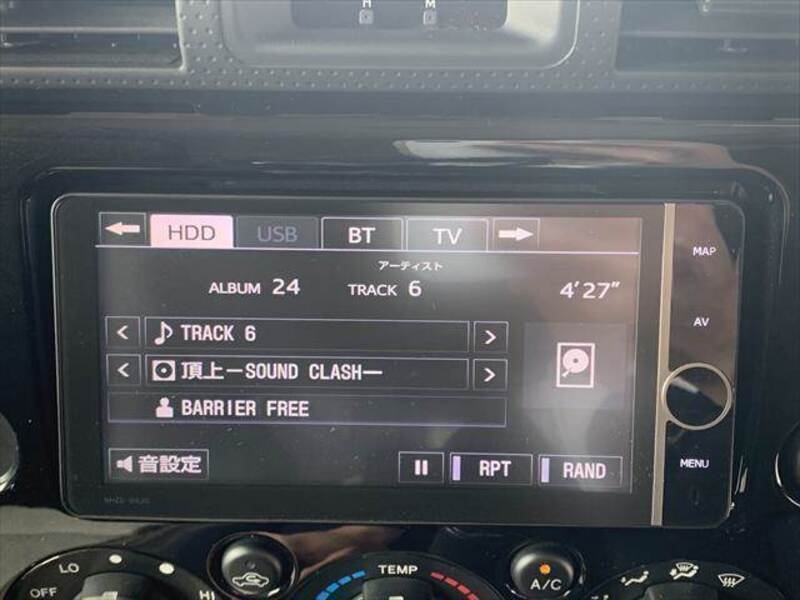 H M
HDD USB BT TV
MAP
アーティスト
ALBUM 24 TRACK 6 4'27"
AV
TRACK 6
頂上ーSOUND CLASHー
BARRIER FREE
音設定 RPT RAND
MENU
LO TEMP
OFF HI A/C